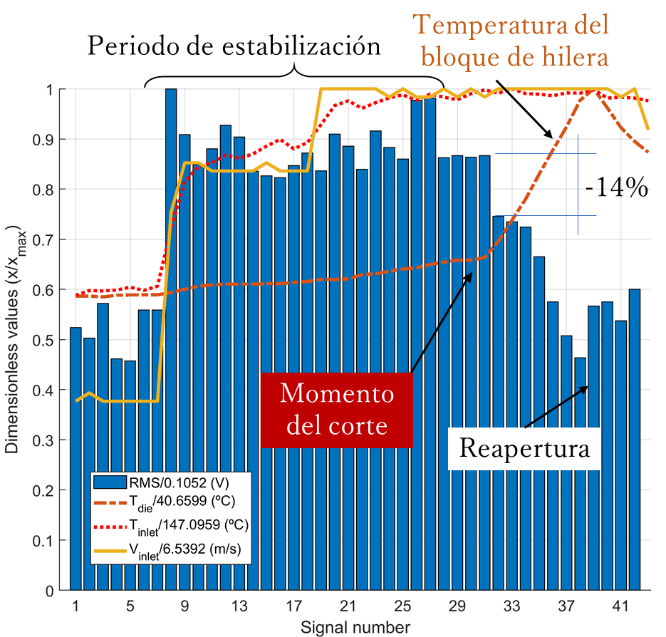 Temperatura del
bloque de hilera
Periodo de estabilización
1
0.9
0.8
0.7
0.6
0.5
0.4
0.3
0.2
0.1
0
Dimensionless values (x/x_max)
-14%
Momento
del corte
Reapertura
RMS/0.1052 (V)
T_die/40.6599 (ºC)
T_inlet/147.0959 (ºC)
V_inlet/6.5392 (m/s)
1 5 9 13 17 21 25 29 33 37 41
Signal number